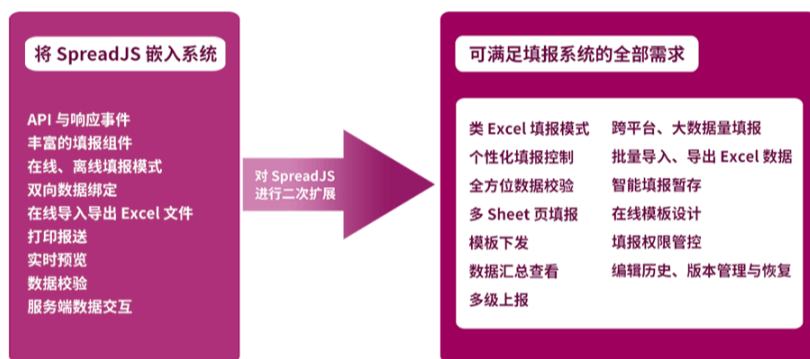 将 SpreadJS 嵌入系统
API 与响应事件
丰富的填报组件
在线、离线填报模式
双向数据绑定
在线导入导出 Excel 文件
打印报送
实时预览
数据校验
服务端数据交互
对 SpreadJS
进行二次扩展
可满足填报系统的全部需求
类 Excel 填报模式
个性化填报控制
全方位数据校验
多 Sheet 页填报
模板下发
数据汇总查看
多级上报
跨平台、大数据量填报
批量导入、导出 Excel 数据
智能填报暂存
在线模板设计
填报权限管控
编辑历史、版本管理与恢复